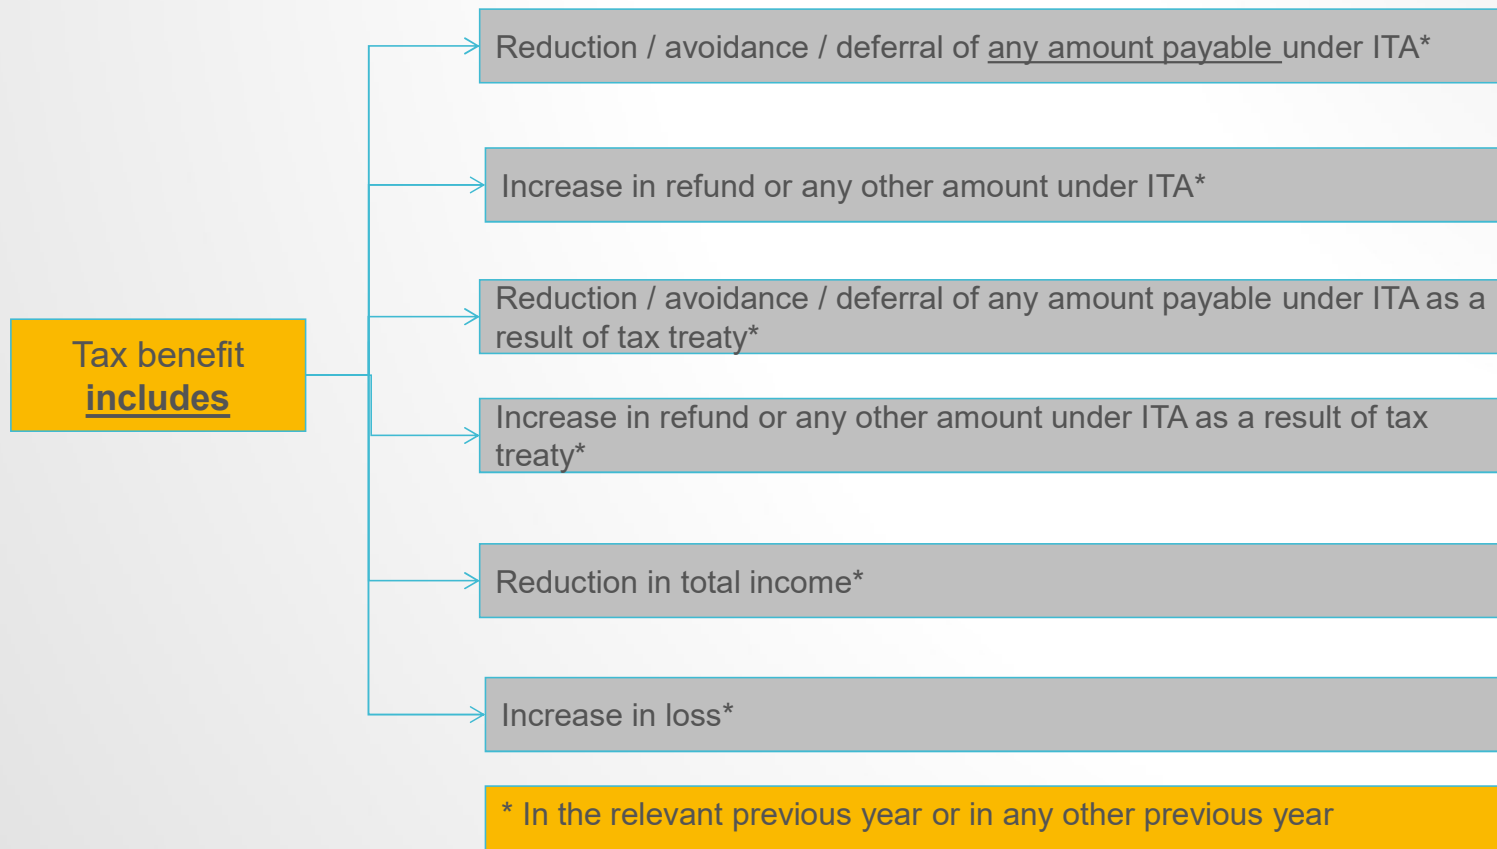 Reduction / avoidance / deferral of any amount payable under ITA*
Increase in refund or any other amount under ITA*
Reduction / avoidance / deferral of any amount payable under ITA as a
result of tax treaty*
Tax benefit
includes
Increase in refund or any other amount under ITA as a result of tax
treaty*
Reduction in total income*
Increase in loss*
* In the relevant previous year or in any other previous year